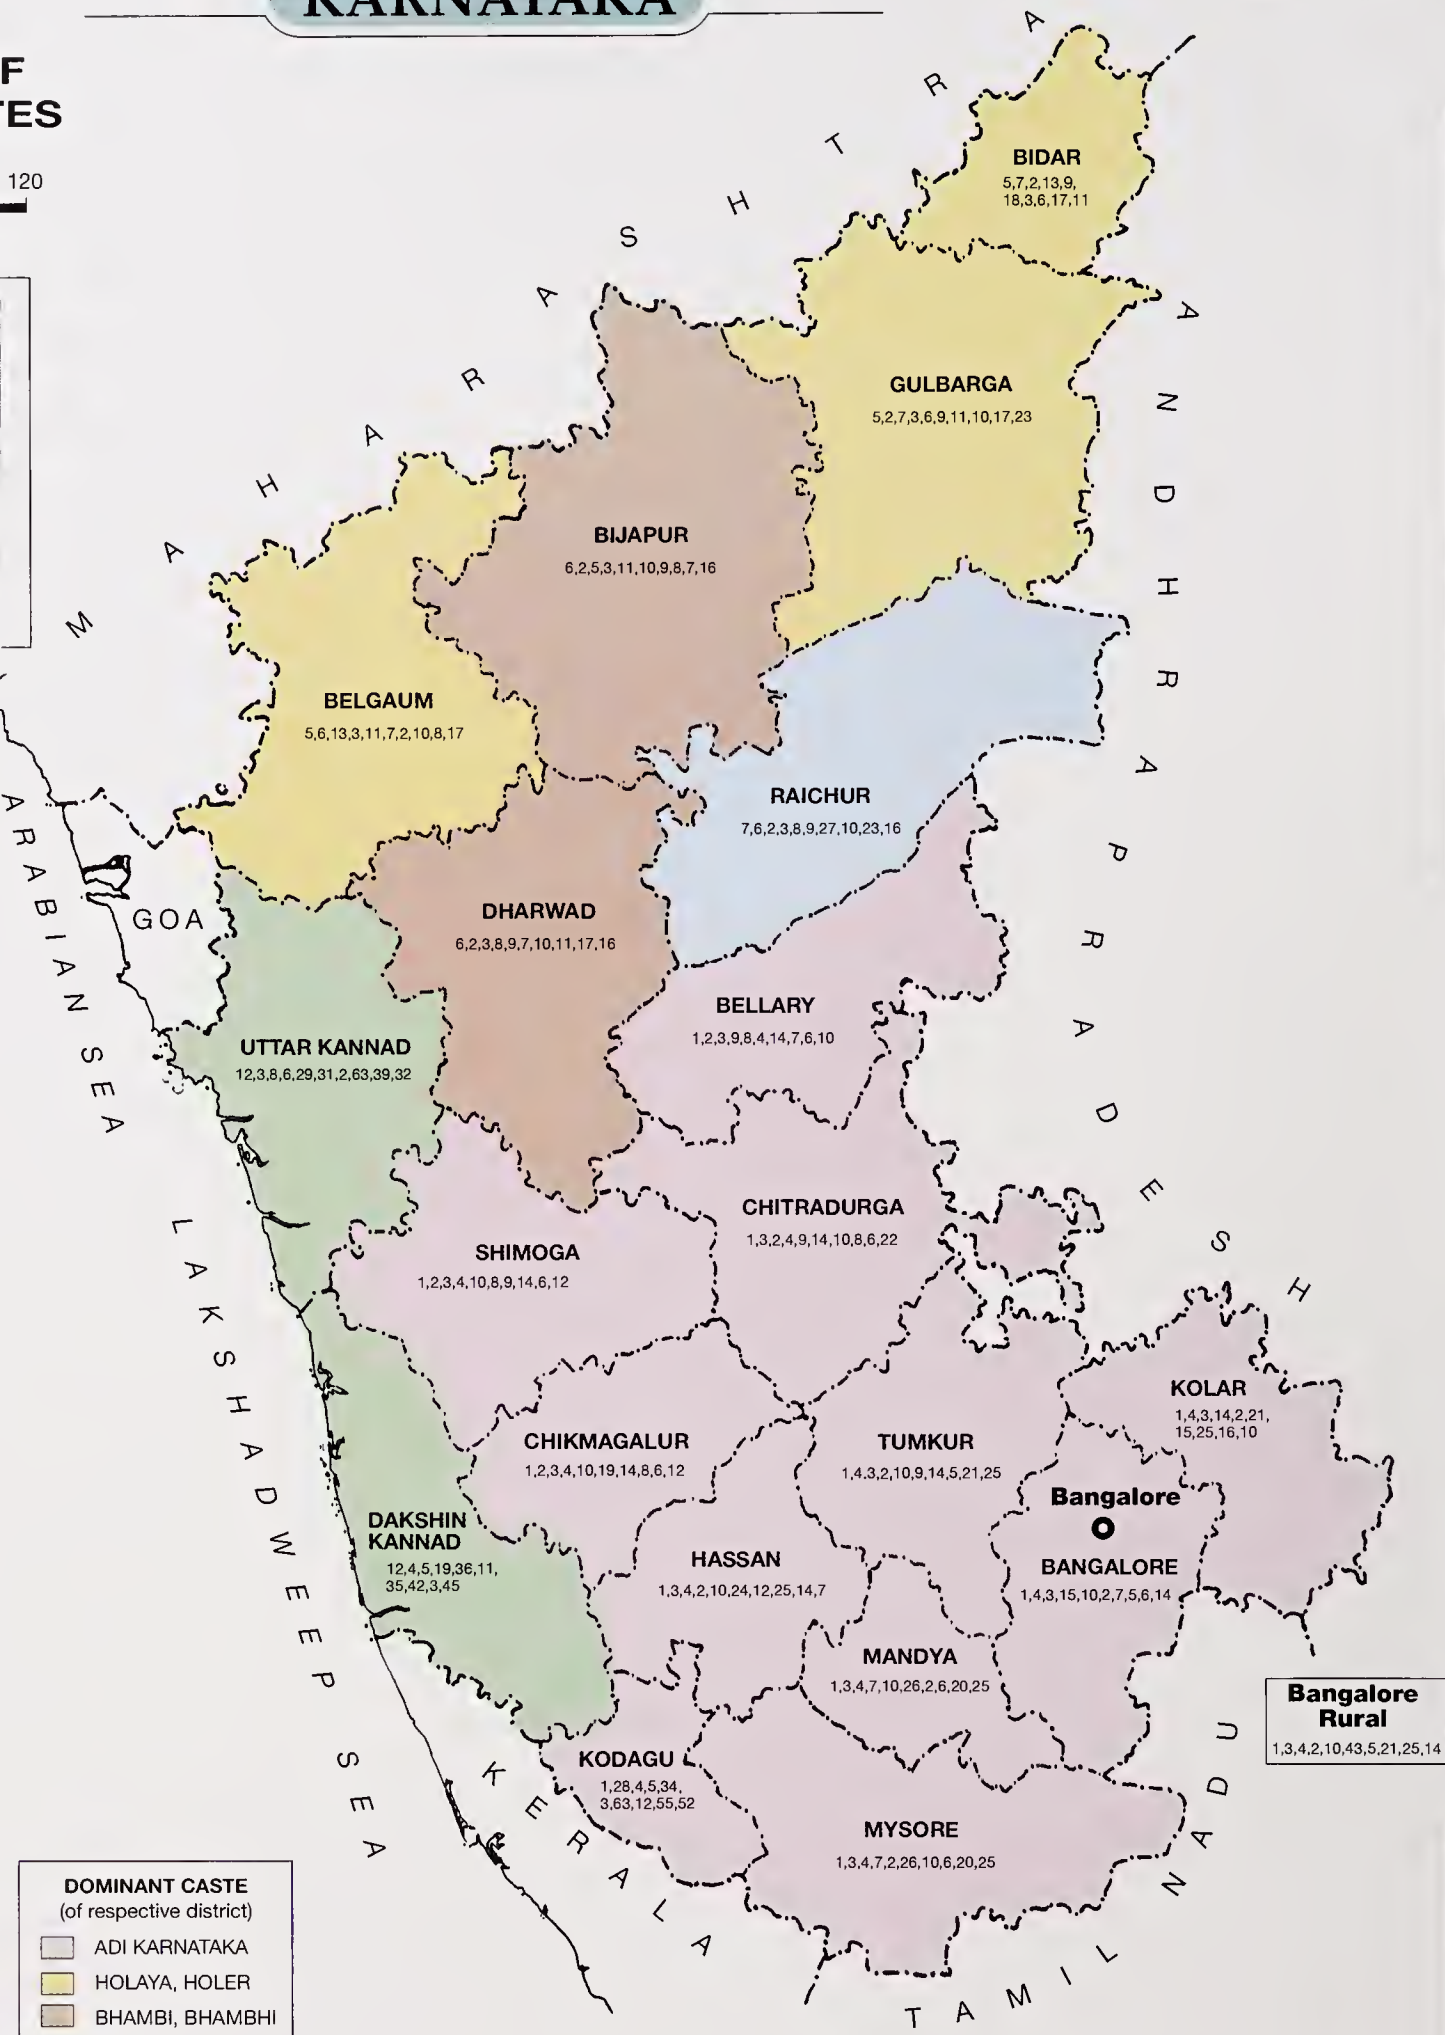 KARNATAKA
F
TES
120
MAHARASHTRA
ANDHRA PRADESH
BIDAR
5,7,2,13,9,
18,3,6,17,11
GULBARGA
5,2,7,3,6,9,11,10,17,23
BIJAPUR
6,2,5,3,11,10,9,8,7,16
BELGAUM
5,6,13,3,11,7,2,10,8,17
RAICHUR
7,6,2,3,8,9,27,10,23,16
GOA
ARABIAN SEA
DHARWAD
6,2,3,8,9,7,10,11,17,16
BELLARY
1,2,3,9,8,4,14,7,6,10
UTTAR KANNAD
12,3,8,6,29,31,2,63,39,32
CHITRADURGA
1,3,2,4,9,14,10,8,6,22
SHIMOGA
1,2,3,4,10,8,9,14,6,12
LAKSHADWEEP SEA
KOLAR
1,4,3,14,2,21,
15,25,16,10
CHIKMAGALUR
1,2,3,4,10,19,14,8,6,12
TUMKUR
1,4.3,2,10,9,14,5,21,25
Bangalore
BANGALORE
1,4,3,15,10,2,7,5,6,14
DAKSHIN
KANNAD
12,4,5,19,36,11,
35,42,3,45
HASSAN
1,3,4,2,10,24,12,25,14,7
MANDYA
1,3,4,7,10,26,2,6,20,25
Bangalore
Rural
1,3,4,2,10,43,5,21,25,14
KODAGU
1,28,4,5,34,
3,63,12,55,52
MYSORE
1,3,4,7,2,26,10,6,20,25
KERALA
TAMIL NADU
DOMINANT CASTE
(of respective district)
ADI KARNATAKA
HOLAYA, HOLER
BHAMBI, BHAMBHI